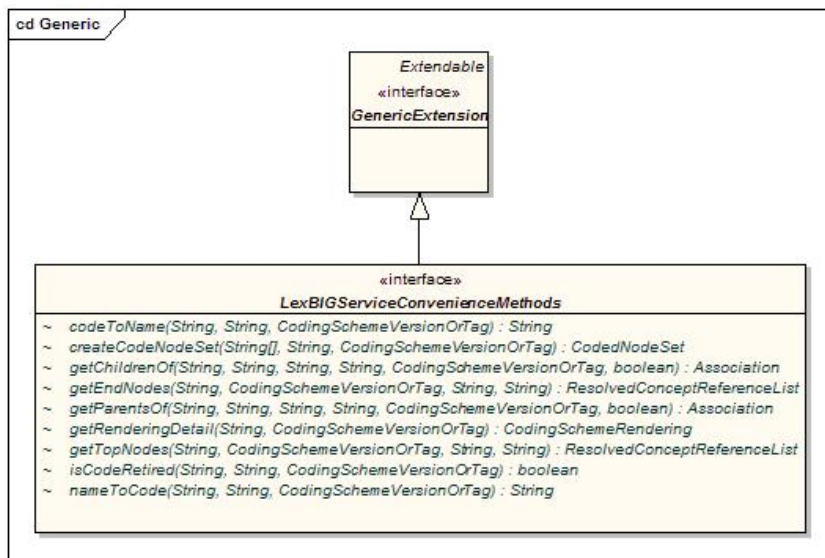 cd Generic
Extendable
«interface»
GenericExtension
«interface»
LexBIGServiceConvenienceMethods
~ codeToName(String, String, CodingSchemeVersionOrTag) : String
~ createCodeNodeSet(String[], String, CodingSchemeVersionOrTag) : CodedNodeSet
~ getChildrenOf(String, String, String, String, CodingSchemeVersionOrTag, boolean) : Association
~ getEndNodes(String, CodingSchemeVersionOrTag, String, String) : ResolvedConceptReferenceList
~ getParentsOf(String, String, String, String, CodingSchemeVersionOrTag, boolean) : Association
~ getRenderingDetail(String, CodingSchemeVersionOrTag) : CodingSchemeRendering
~ getTopNodes(String, CodingSchemeVersionOrTag, String, String) : ResolvedConceptReferenceList
~ isCodeRetired(String, String, CodingSchemeVersionOrTag) : boolean
~ nameToCode(String, String, CodingSchemeVersionOrTag) : String